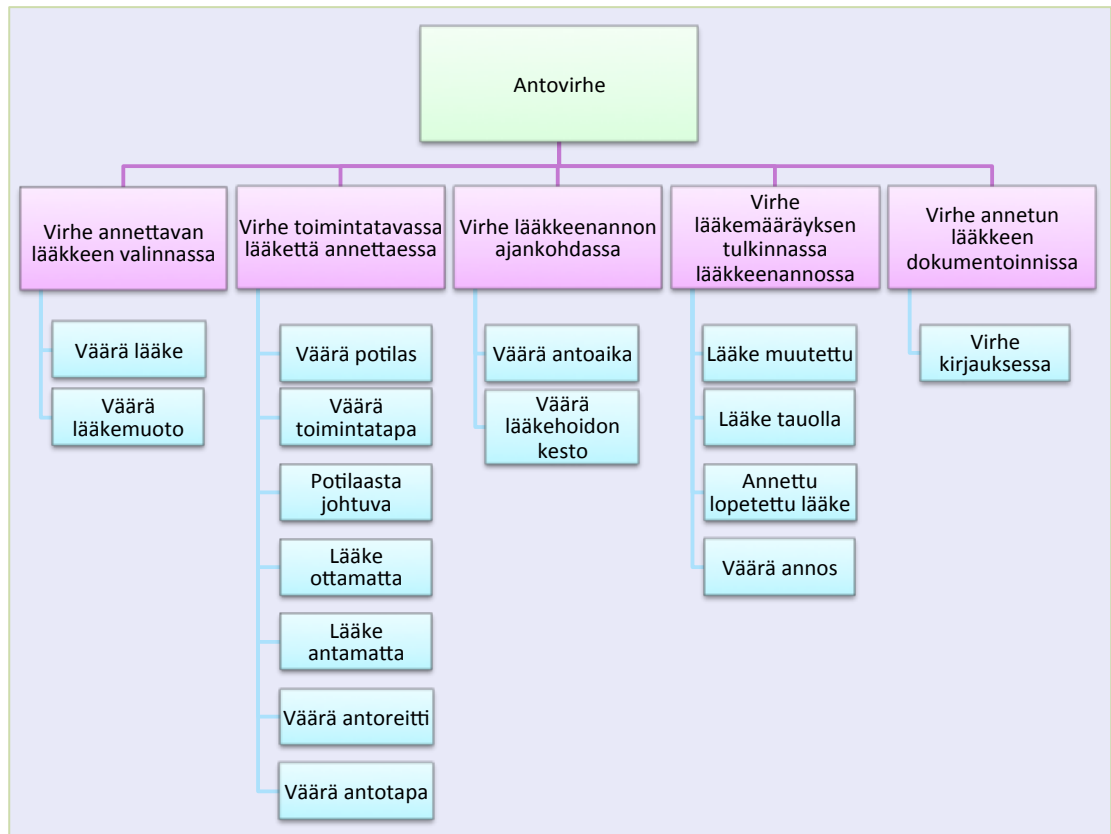 Antovirhe
Virhe annettavan
lääkkeen valinnassa
Väärä lääke
Väärä
lääkemuoto
Virhe toimintatavassa
lääkettä annettaessa
Väärä potilas
Väärä
toimintatapa
Potilaasta
johtuva
Lääke
ottamatta
Lääke
antamatta
Väärä antoreitti
Väärä antotapa
Virhe lääkkeenannon
ajankohdassa
Väärä antoaika
Väärä
lääkehoidon
kesto
Virhe
lääkemääräyksen
tulkinnassa
lääkkeenannossa
Lääke muutettu
Lääke tauolla
Annettu
lopetettu lääke
Väärä annos
Virhe annetun
lääkkeen
dokumentoinnissa
Virhe
kirjauksessa